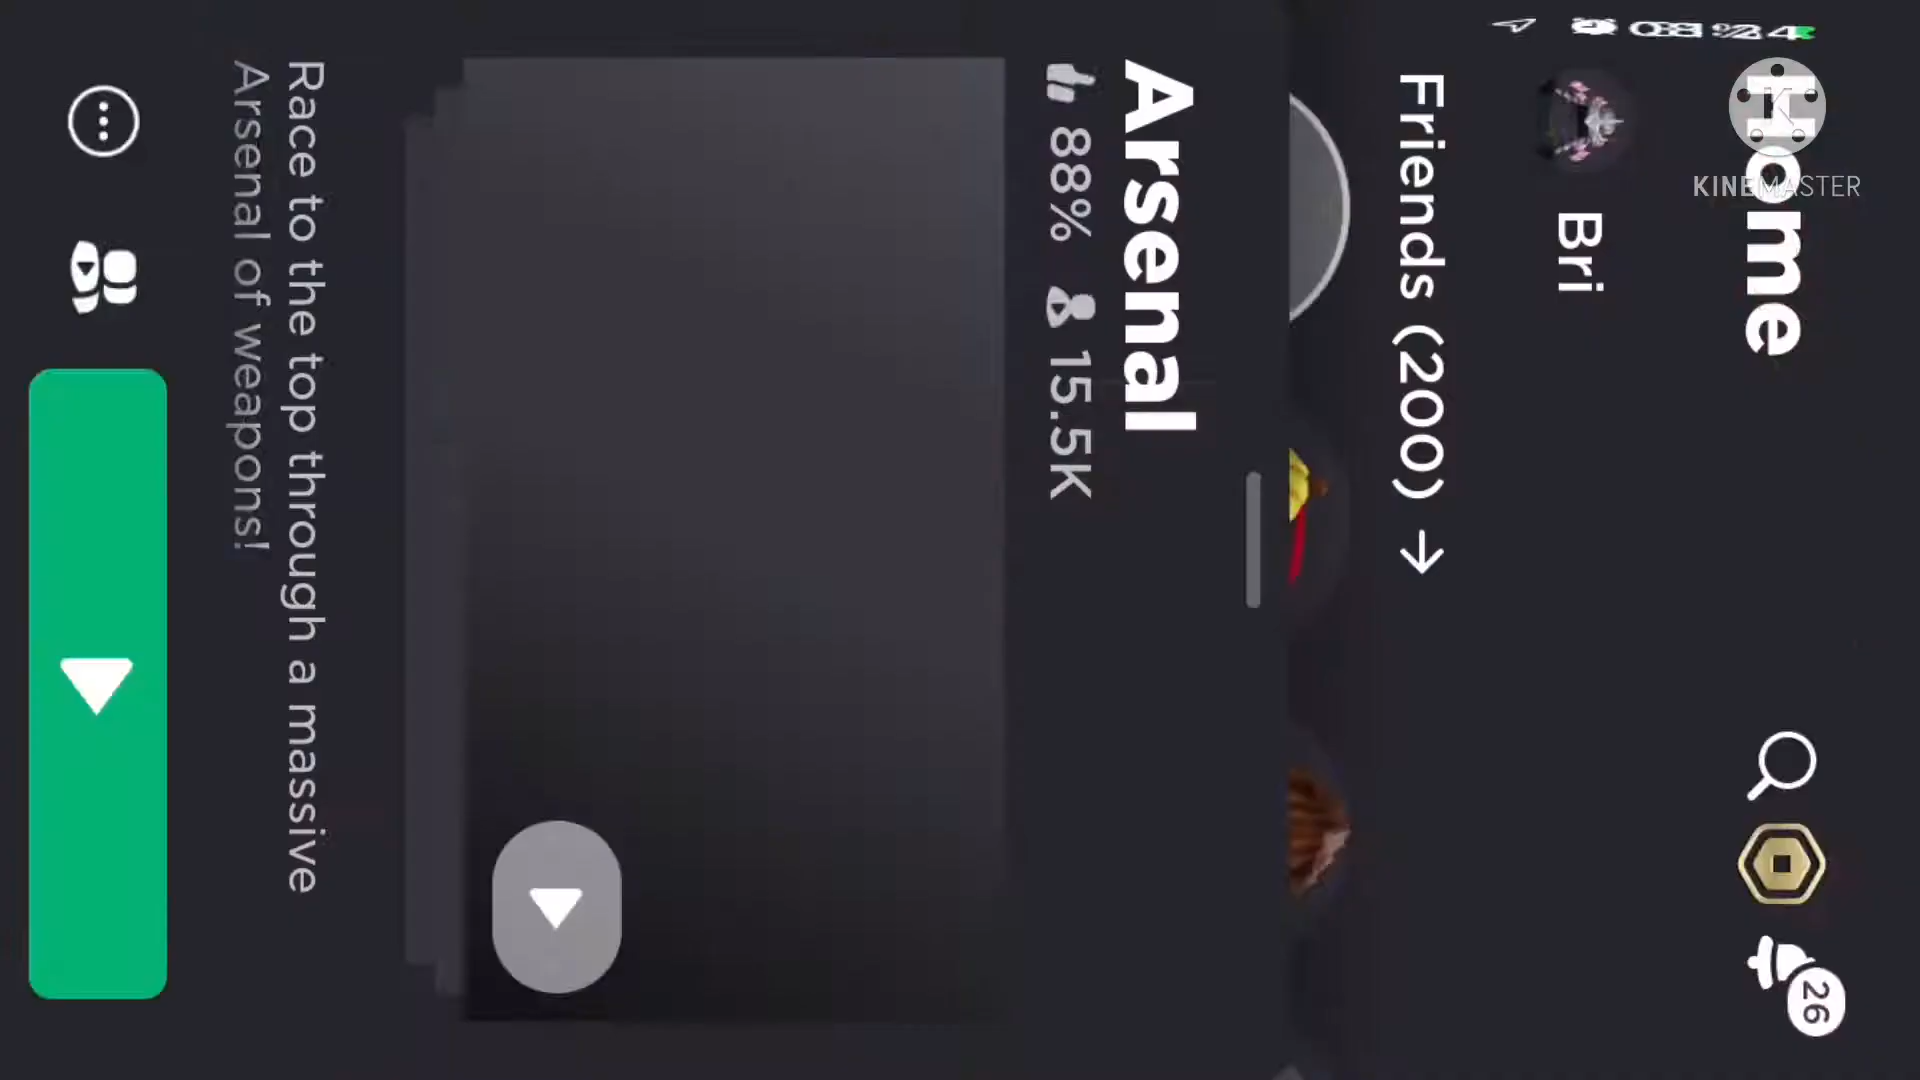 Home
KINEMASTER
Bri
Friends (200) →
Arsenal
88% 15.5K
Race to the top through a massive
Arsenal of weapons!
26